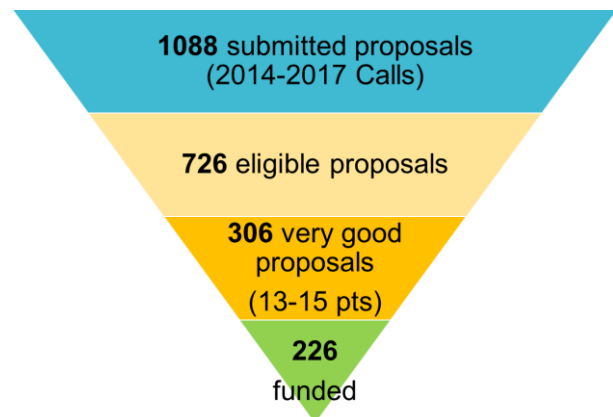 1088 submitted proposals
(2014-2017 Calls)
726 eligible proposals
306 very good
proposals
(13-15 pts)
226
funded